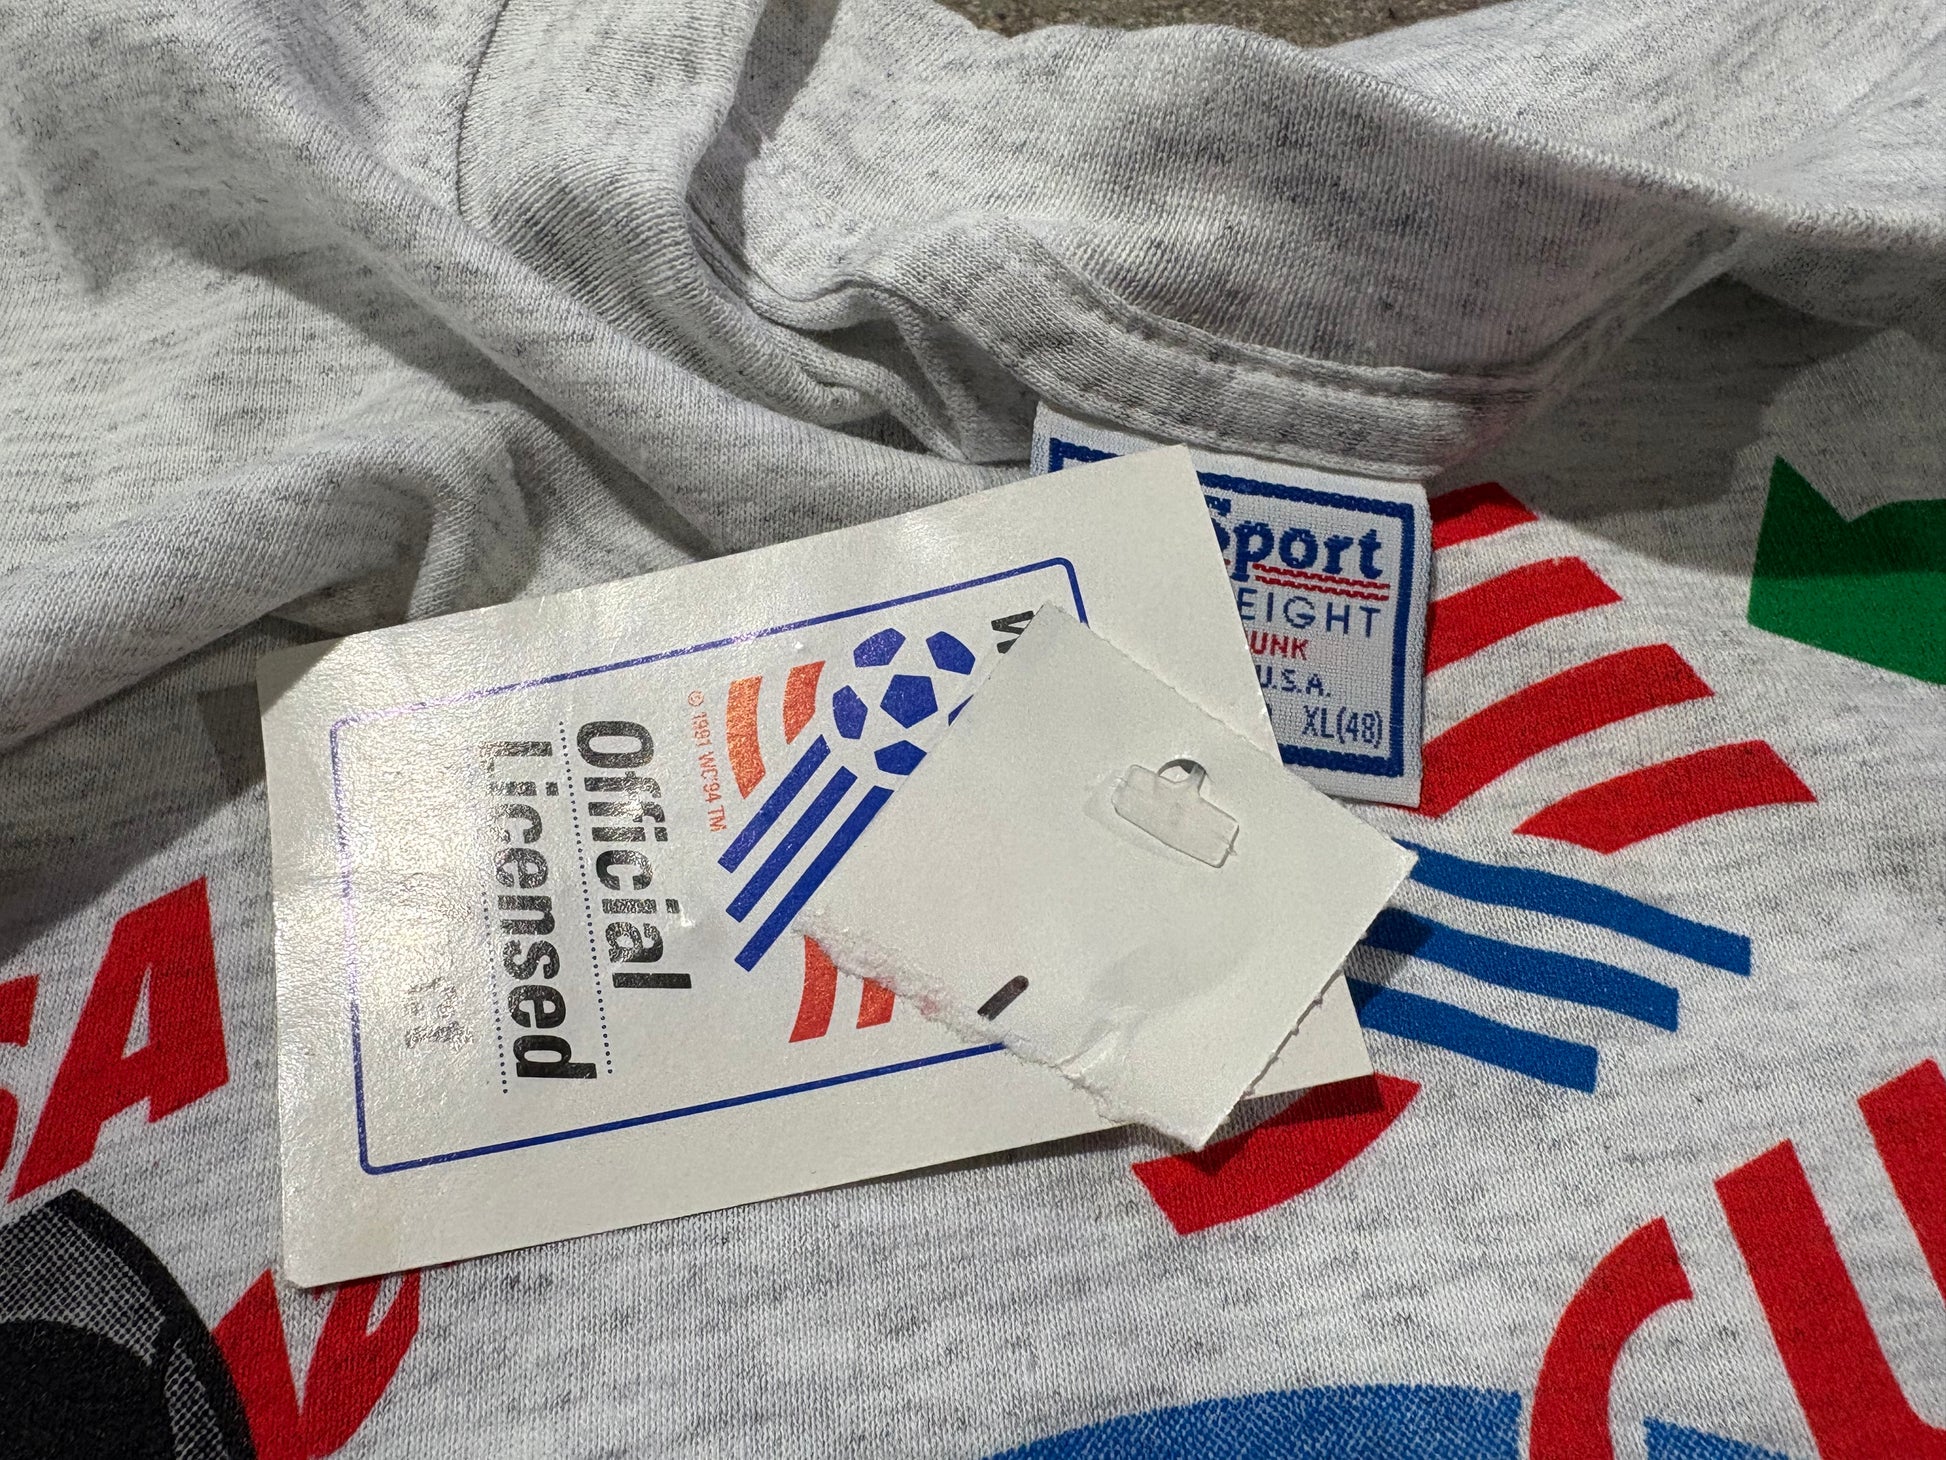 Official
Licensed
© 1991 WC'94 TM
Sport
EIGHT
UNK
U.S.A.
XL(48)